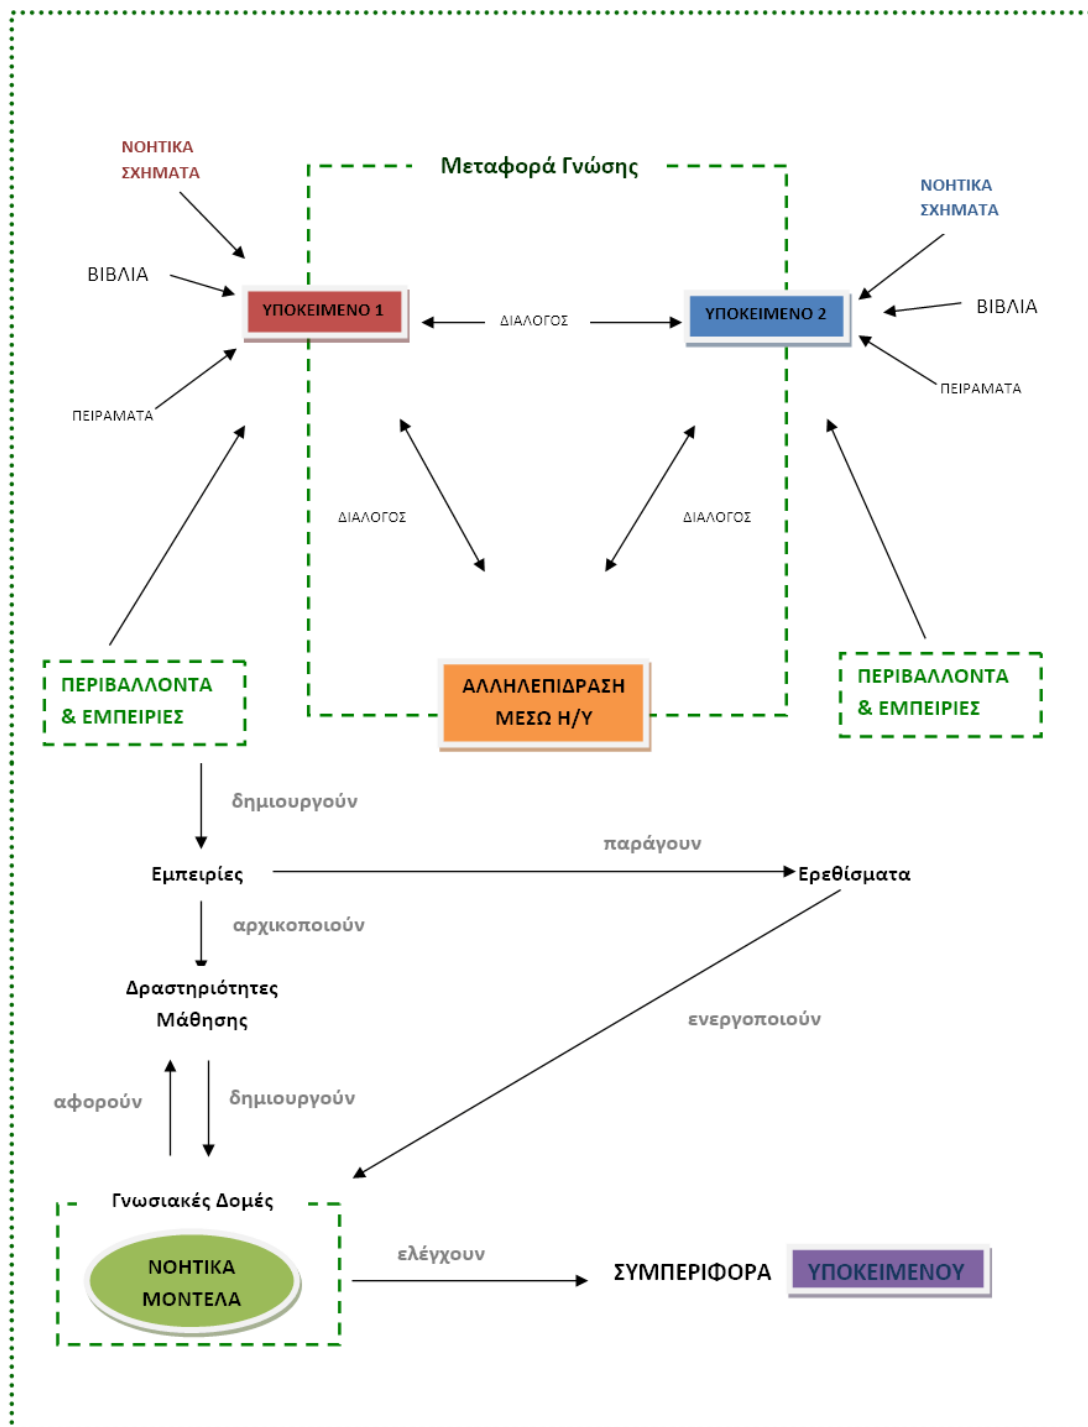 ΝΟΗΤΙΚΑ
ΣΧΗΜΑΤΑ
Μεταφορά Γνώσης
ΝΟΗΤΙΚΑ
ΣΧΗΜΑΤΑ
ΒΙΒΛΙΑ
ΥΠΟΚΕΙΜΕΝΟ 1
ΔΙΑΛΟΓΟΣ
ΥΠΟΚΕΙΜΕΝΟ 2
ΒΙΒΛΙΑ
ΠΕΙΡΑΜΑΤΑ
ΠΕΙΡΑΜΑΤΑ
ΔΙΑΛΟΓΟΣ
ΔΙΑΛΟΓΟΣ
ΠΕΡΙΒΑΛΛΟΝΤΑ
& ΕΜΠΕΙΡΙΕΣ
ΑΛΛΗΛΕΠΙΔΡΑΣΗ
ΜΕΣΩ Η/Υ
ΠΕΡΙΒΑΛΛΟΝΤΑ
& ΕΜΠΕΙΡΙΕΣ
δημιουργούν
παράγουν
Εμπειρίες
Ερεθίσματα
αρχικοποιούν
Δραστηριότητες
Μάθησης
ενεργοποιούν
αφορούν
δημιουργούν
Γνωσιακές Δομές
ΝΟΗΤΙΚΑ
ΜΟΝΤΕΛΑ
ελέγχουν
ΣΥΜΠΕΡΙΦΟΡΑ
ΥΠΟΚΕΙΜΕΝΟΥ